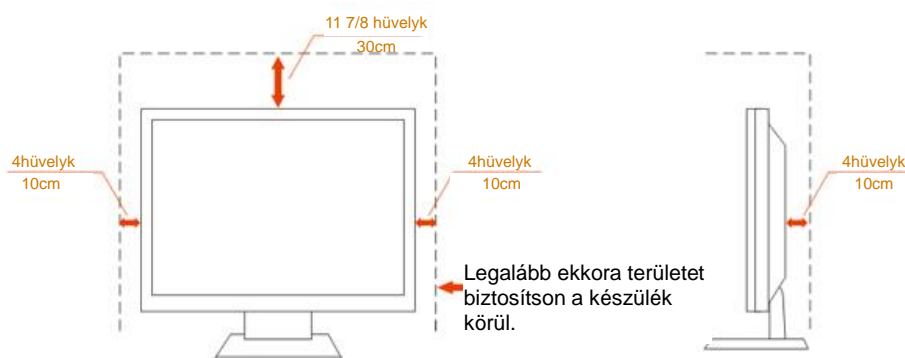 11 7/8 hüvelyk
30cm
4hüvelyk
10cm
4hüvelyk
10cm
4hüvelyk
10cm
Legalább ekkora területet
biztosítson a készülék
körül.